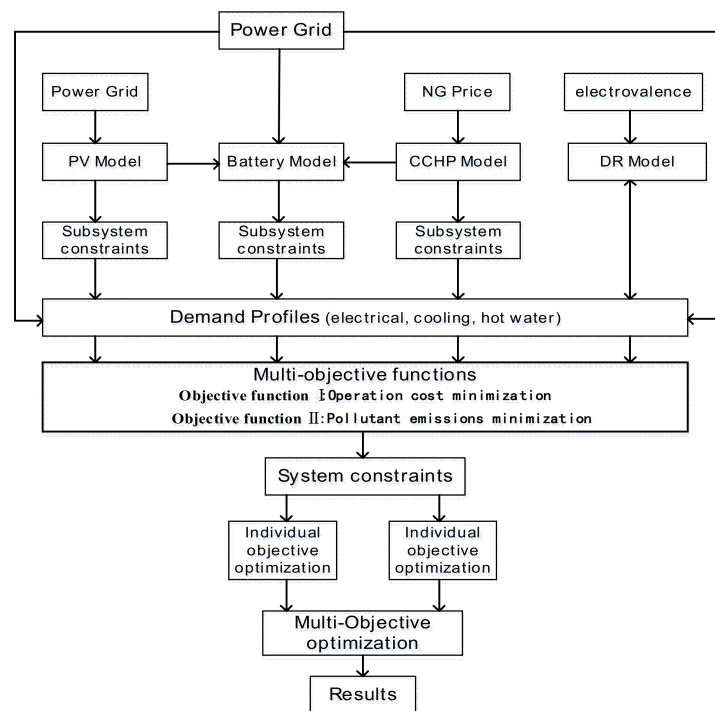 Power Grid
Power Grid
NG Price
electrovalence
PV Model
Battery Model
CCHP Model
DR Model
Subsystem
constraints
Subsystem
constraints
Subsystem
constraints
Demand Profiles (electrical, cooling, hot water)
Multi-objective functions
Objective function Ⅰ:Operation cost minimization
Objective function Ⅱ:Pollutant emissions minimization
System constraints
Individual
objective
optimization
Individual
objective
optimization
Multi-Objective
optimization
Results